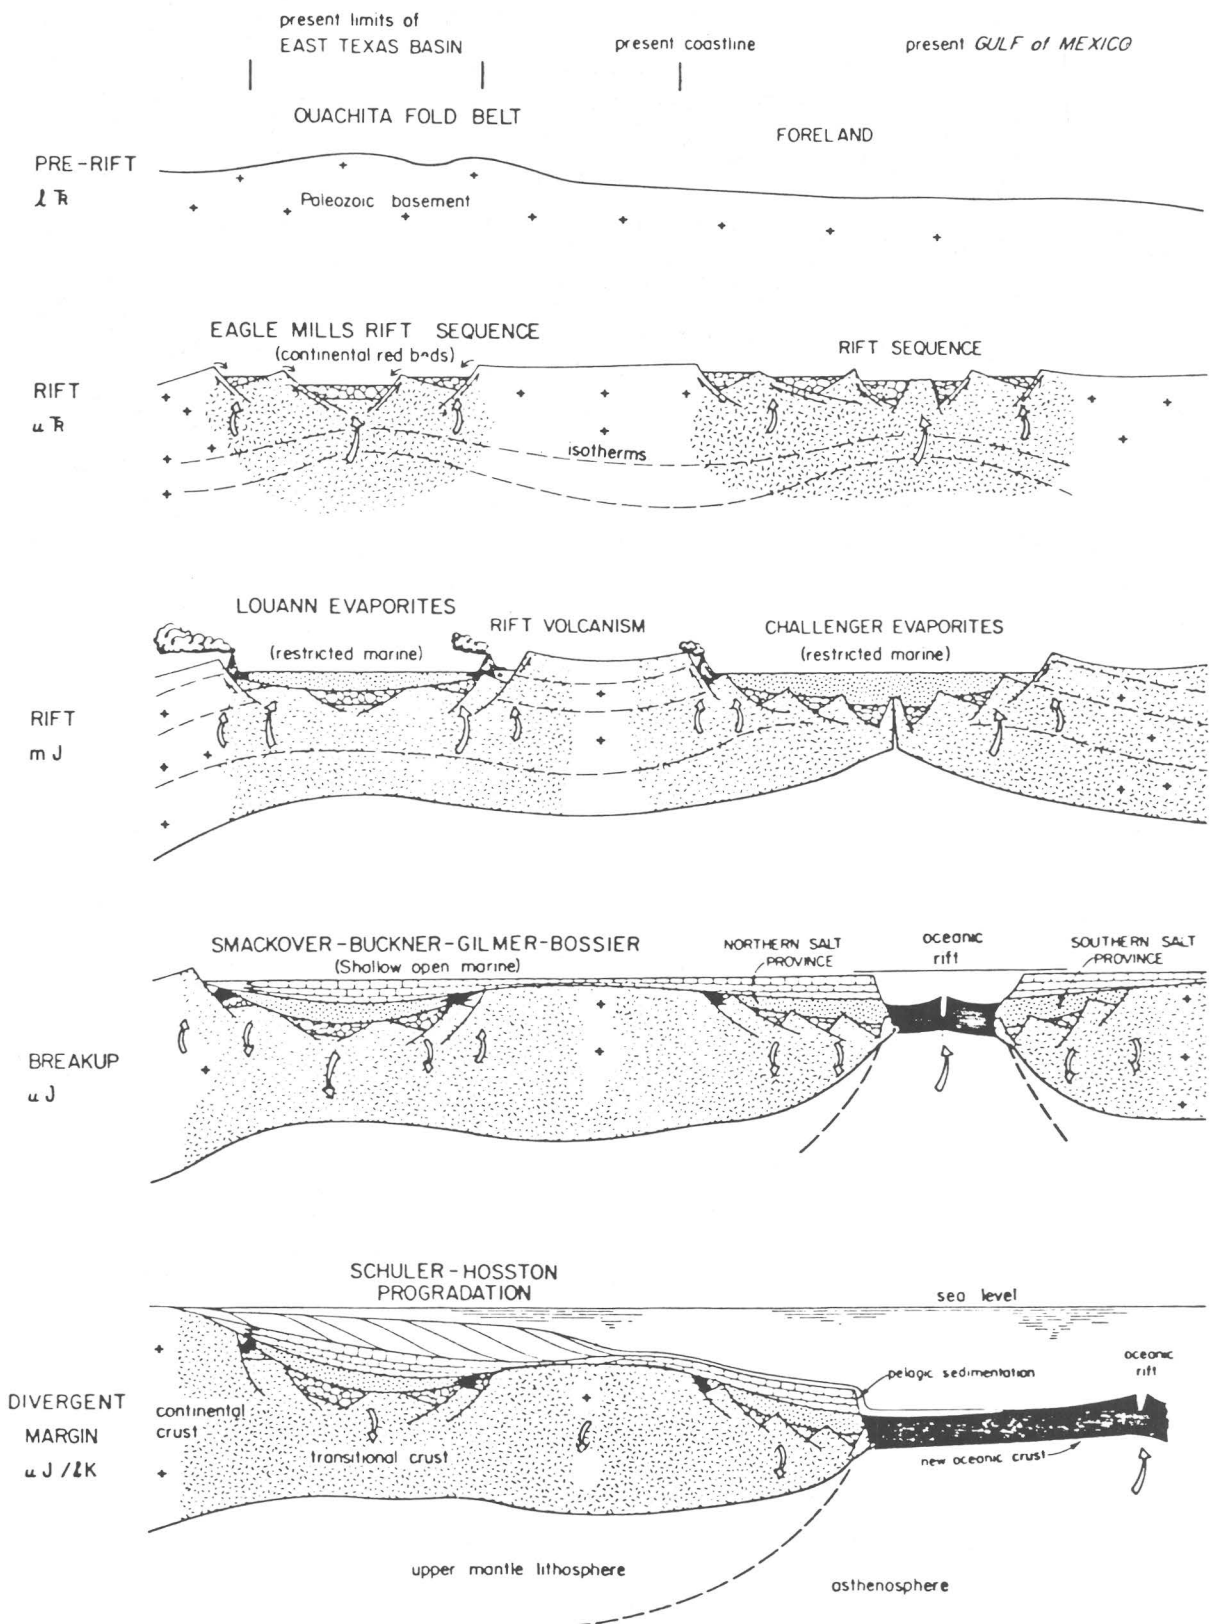 present limits of
EAST TEXAS BASIN
present coastline
present GULF of MEXICO
OUACHITA FOLD BELT
FORELAND
PRE-RIFT
l TR
Paleozoic basement
EAGLE MILLS RIFT SEQUENCE
(continental red beds)
RIFT SEQUENCE
RIFT
u TR
isotherms
LOUANN EVAPORITES
(restricted marine)
RIFT VOLCANISM
CHALLENGER EVAPORITES
(restricted marine)
RIFT
m J
SMACKOVER-BUCKNER-GILMER-BOSSIER
(Shallow open marine)
NORTHERN SALT
PROVINCE
oceanic
rift
SOUTHERN SALT
PROVINCE
BREAKUP
u J
SCHULER-HOSSTON
PROGRADATION
sea level
pelagic sedimentation
oceanic
rift
DIVERGENT
MARGIN
u J / l K
continental
crust
transitional crust
new oceanic crust
upper mantle lithosphere
asthenosphere